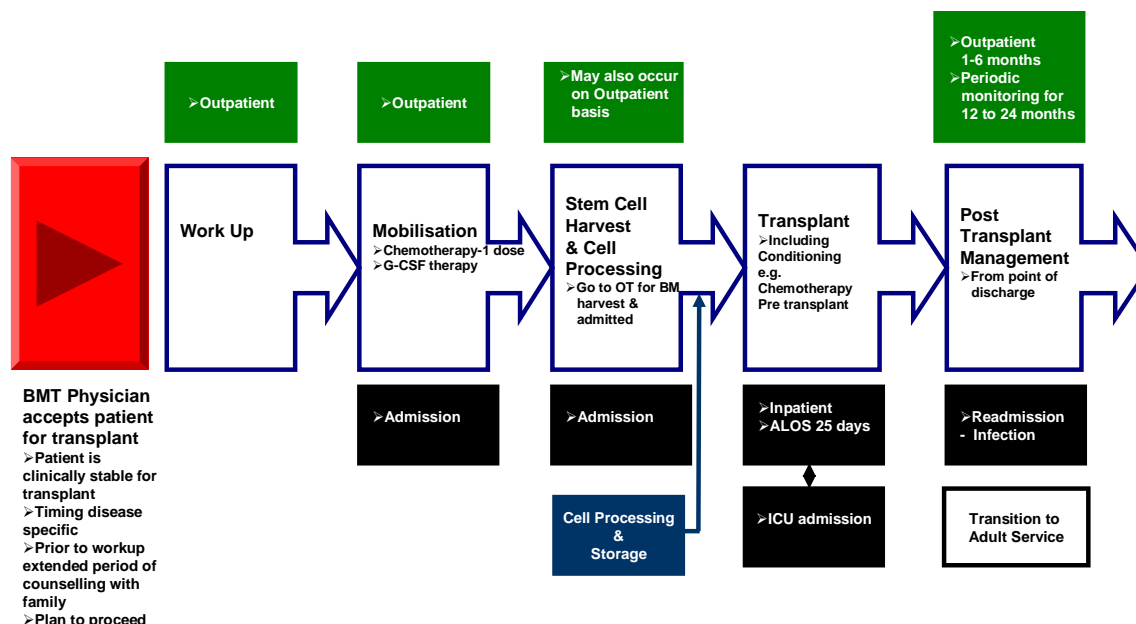 ➢Outpatient
➢Outpatient
➢May also occur
on Outpatient
basis
➢Outpatient
1-6 months
➢Periodic
monitoring for
12 to 24 months
Work Up
Mobilisation
➢Chemotherapy-1 dose
➢G-CSF therapy
Stem Cell
Harvest
& Cell
Processing
➢Go to OT for BM
harvest &
admitted
Transplant
➢Including
Conditioning
e.g.
Chemotherapy
Pre transplant
Post
Transplant
Management
➢From point of
discharge
BMT Physician
accepts patient
for transplant
➢Patient is
clinically stable for
transplant
➢Timing disease
specific
➢Prior to workup
extended period of
counselling with
family
➢Plan to proceed
➢Admission
➢Admission
➢Inpatient
➢ALOS 25 days
➢Readmission
- Infection
Cell Processing
&
Storage
➢ICU admission
Transition to
Adult Service